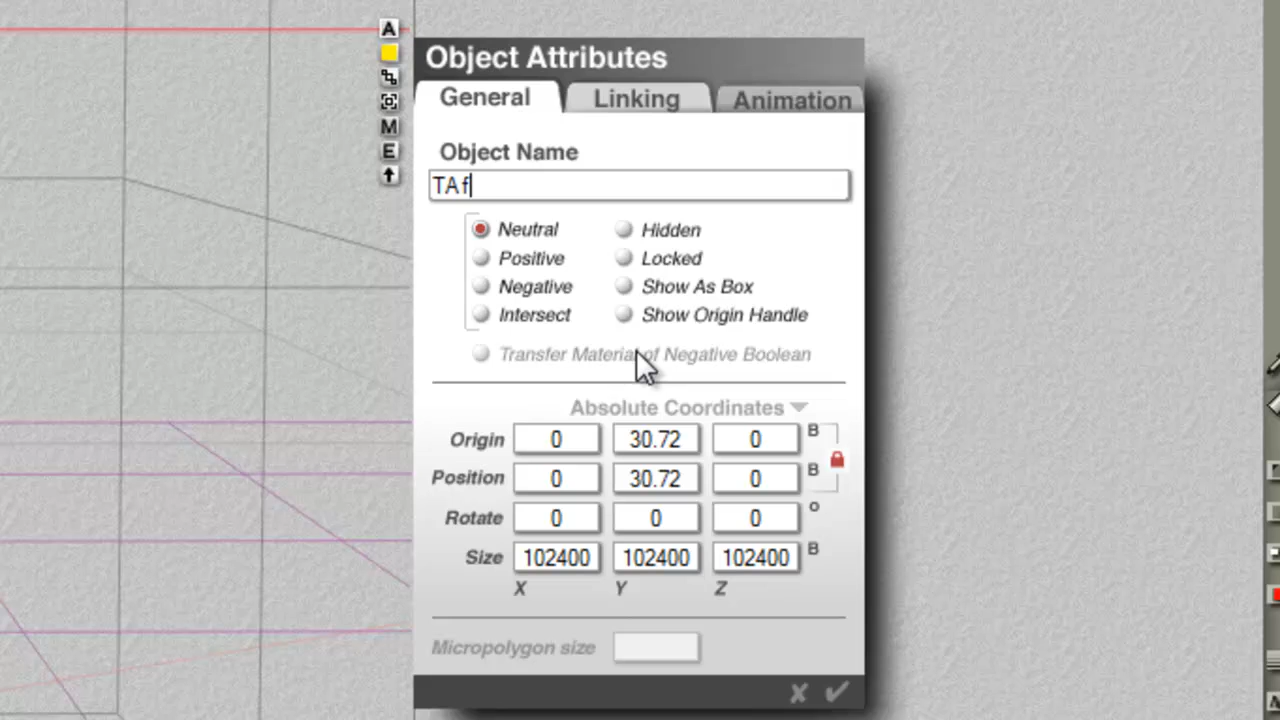 A
Object Attributes
General Linking Animation
M
E
Object Name
TAf
Neutral Hidden
Positive Locked
Negative Show As Box
Intersect Show Origin Handle
Transfer Material of Negative Boolean
Absolute Coordinates
Origin 0 30.72 0 B
Position 0 30.72 0 B
Rotate 0 0 0 o
Size 102400 102400 102400 B
X Y Z
Micropolygon size